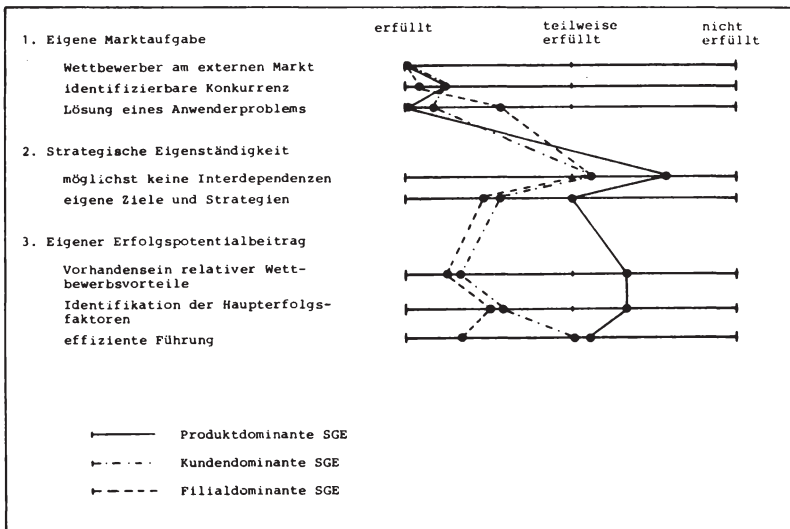 erfüllt teilweise nicht
erfüllt erfüllt
1. Eigene Marktaufgabe
Wettbewerber am externen Markt
identifizierbare Konkurrenz
Lösung eines Anwenderproblems
2. Strategische Eigenständigkeit
möglichst keine Interdependenzen
eigene Ziele und Strategien
3. Eigener Erfolgspotentialbeitrag
Vorhandensein relativer Wett-
bewerbsvorteile
Identifikation der Haupterfolgs-
faktoren
effiziente Führung
Produktdominante SGE
Kundendominante SGE
Filialdominante SGE